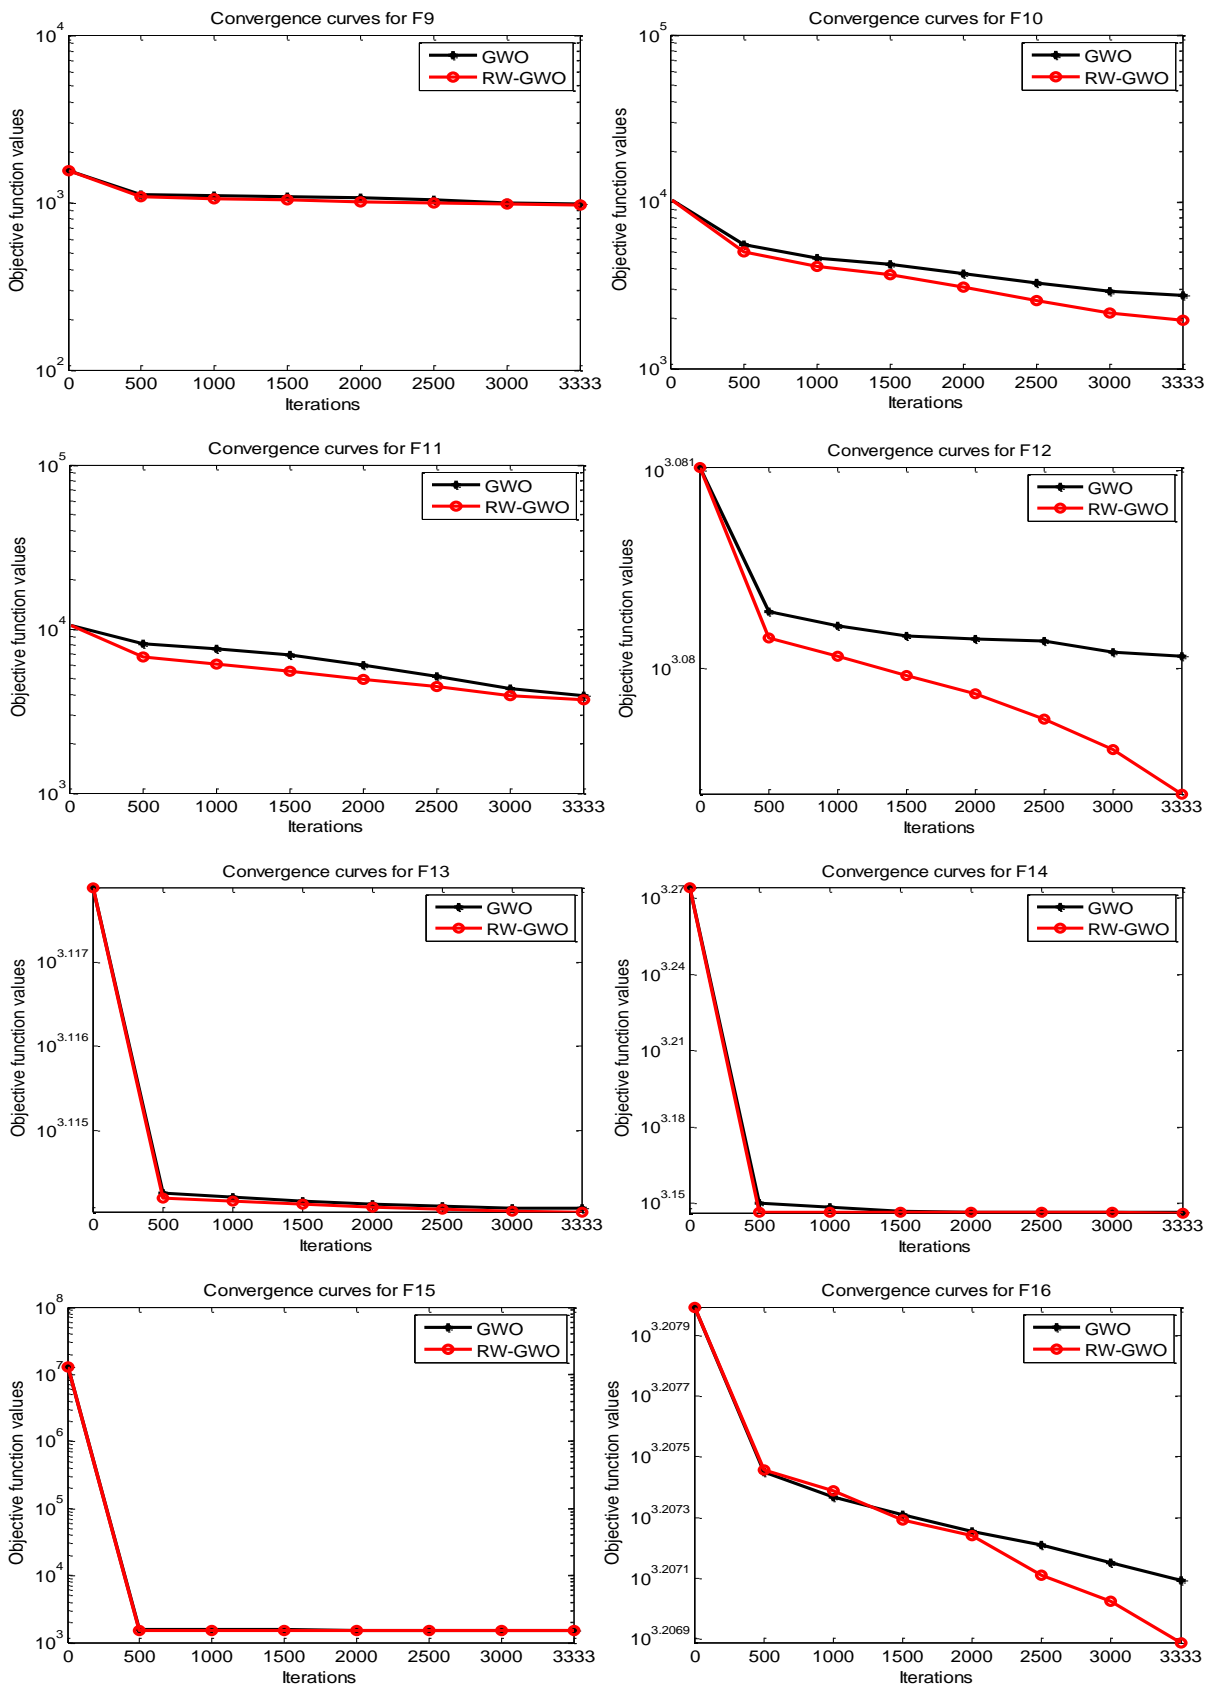 Convergence curves for F9
10^4
10^3
10^2
Objective function values
GWO
RW-GWO
0 500 1000 1500 2000 2500 3000 3333
Iterations
Convergence curves for F10
10^5
10^4
10^3
Objective function values
GWO
RW-GWO
0 500 1000 1500 2000 2500 3000 3333
Iterations
Convergence curves for F11
10^5
10^4
10^3
Objective function values
GWO
RW-GWO
0 500 1000 1500 2000 2500 3000 3333
Iterations
Convergence curves for F12
10^3.081
10^3.08
Objective function values
GWO
RW-GWO
0 500 1000 1500 2000 2500 3000 3333
Iterations
Convergence curves for F13
10^3.117
10^3.116
10^3.115
Objective function values
GWO
RW-GWO
0 500 1000 1500 2000 2500 3000 3333
Iterations
Convergence curves for F14
10^3.27
10^3.24
10^3.21
10^3.18
10^3.15
Objective function values
GWO
RW-GWO
0 500 1000 1500 2000 2500 3000 3333
Iterations
Convergence curves for F15
10^8
10^7
10^6
10^5
10^4
10^3
Objective function values
GWO
RW-GWO
0 500 1000 1500 2000 2500 3000 3333
Iterations
Convergence curves for F16
10^3.2079
10^3.2077
10^3.2075
10^3.2073
10^3.2071
10^3.2069
Objective function values
GWO
RW-GWO
0 500 1000 1500 2000 2500 3000 3333
Iterations